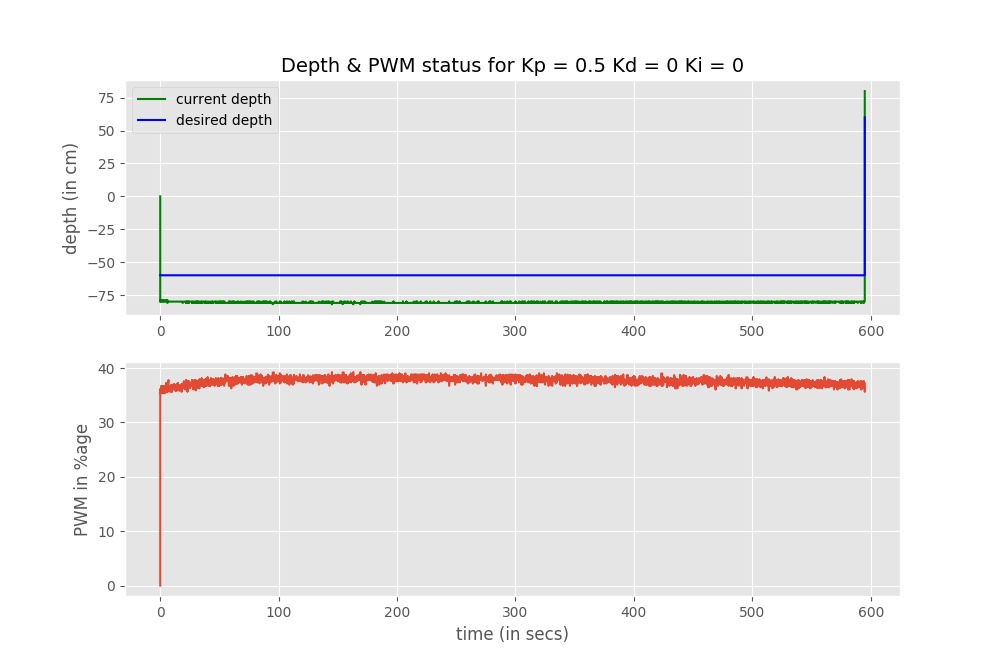 Depth & PWM status for Kp = 0.5 Kd = 0 Ki = 0
current depth
desired depth
depth (in cm)
75
50
25
0
−25
−50
−75
0 100 200 300 400 500 600
PWM in %age
40
30
20
10
0
0 100 200 300 400 500 600
time (in secs)